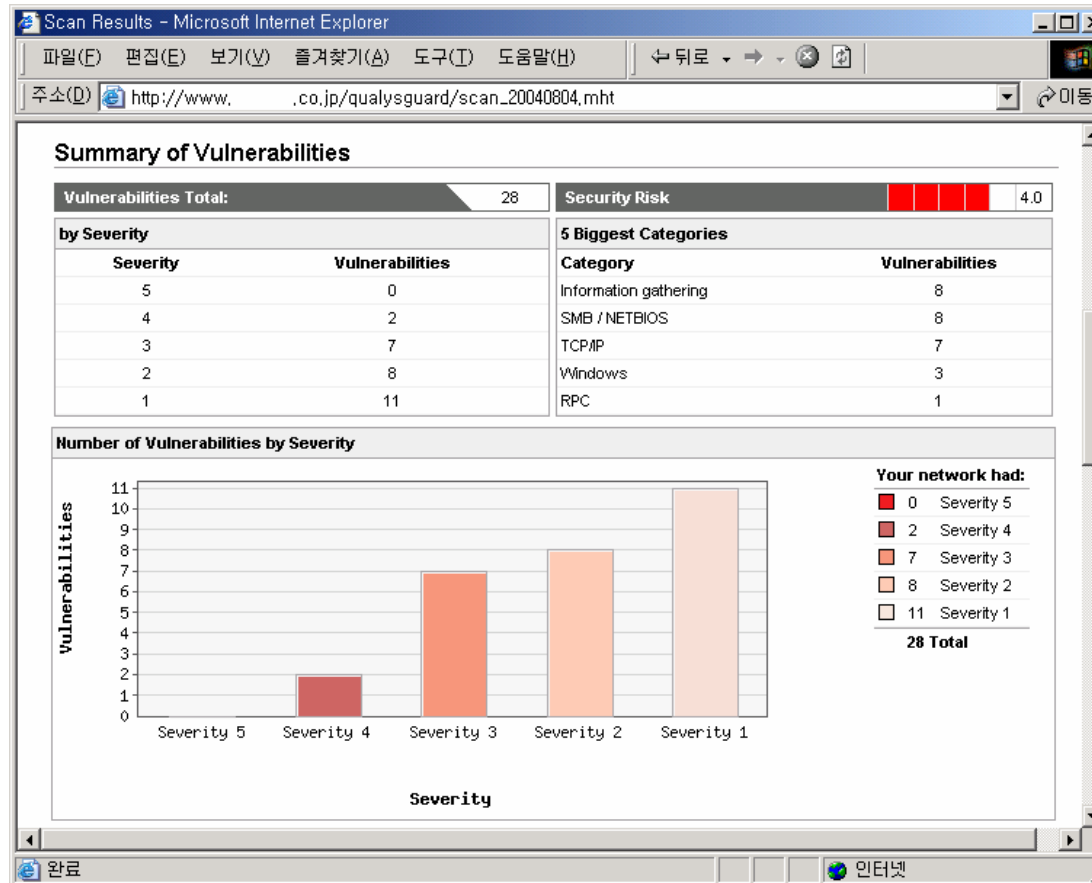 Scan Results - Microsoft Internet Explorer
파일(F) 편집(E) 보기(V) 즐겨찾기(A) 도구(T) 도움말(H) 뒤로
주소(D) http://www. .co.jp/qualysguard/scan_20040804.mht 이동
Summary of Vulnerabilities
Vulnerabilities Total: 28 Security Risk 4.0
by Severity 5 Biggest Categories
Severity Vulnerabilities Category Vulnerabilities
5 0 Information gathering 8
4 2 SMB / NETBIOS 8
3 7 TCP/IP 7
2 8 Windows 3
1 11 RPC 1
Number of Vulnerabilities by Severity
Your network had:
0 Severity 5
2 Severity 4
7 Severity 3
8 Severity 2
11 Severity 1
28 Total
Vulnerabilities
11
10
9
8
7
6
5
4
3
2
1
0
Severity 5 Severity 4 Severity 3 Severity 2 Severity 1
Severity
완료 인터넷